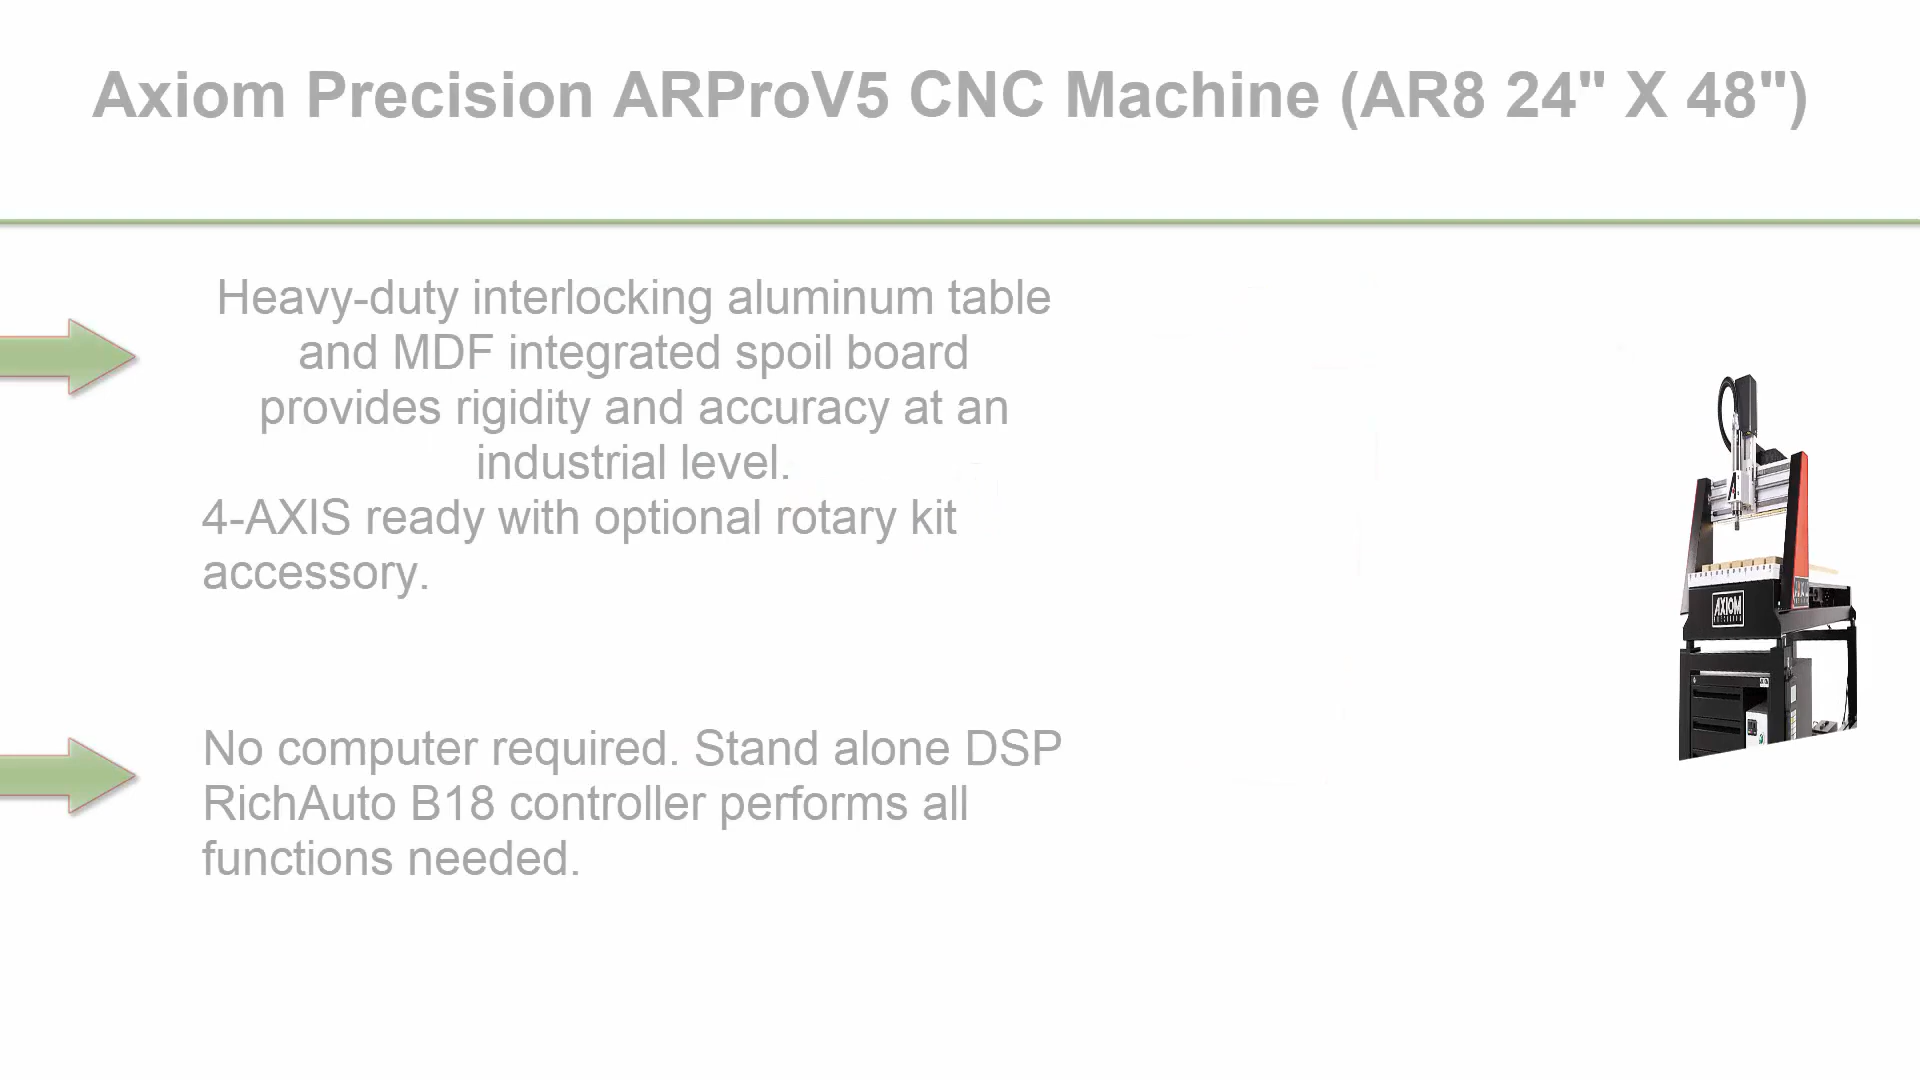 Axiom Precision ARProV5 CNC Machine (AR8 24" X 48")
Heavy-duty interlocking aluminum table
and MDF integrated spoil board
provides rigidity and accuracy at an
industrial level.
4-AXIS ready with optional rotary kit
accessory.
No computer required. Stand alone DSP
RichAuto B18 controller performs all
functions needed.
AXIOM